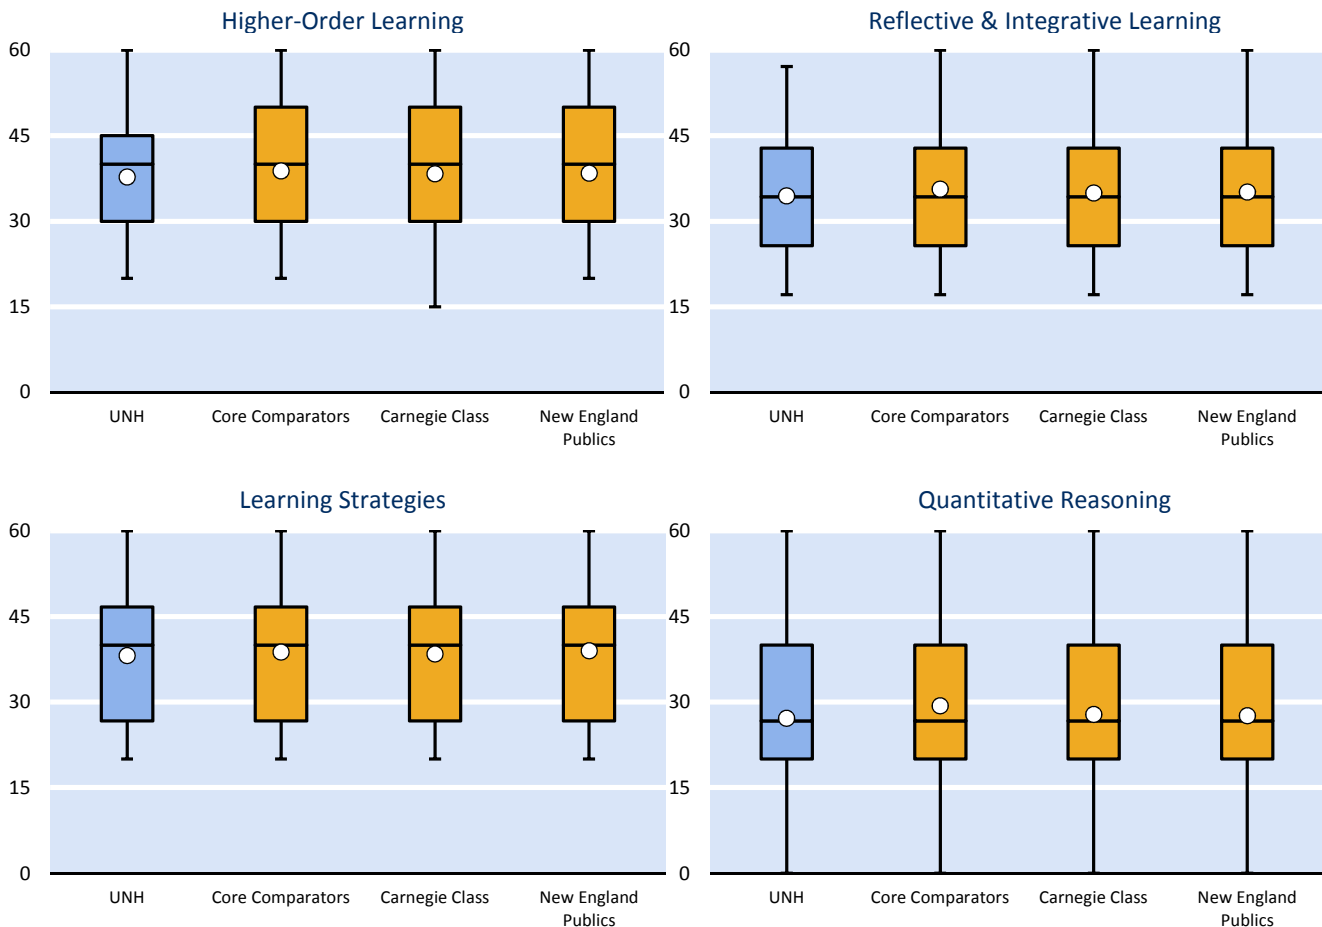 Higher-Order Learning
60
45
30
15
0
UNH
Core Comparators
Carnegie Class
New England
Publics
Reflective & Integrative Learning
60
45
30
15
0
UNH
Core Comparators
Carnegie Class
New England
Publics
Learning Strategies
60
45
30
15
0
UNH
Core Comparators
Carnegie Class
New England
Publics
Quantitative Reasoning
60
45
30
15
0
UNH
Core Comparators
Carnegie Class
New England
Publics